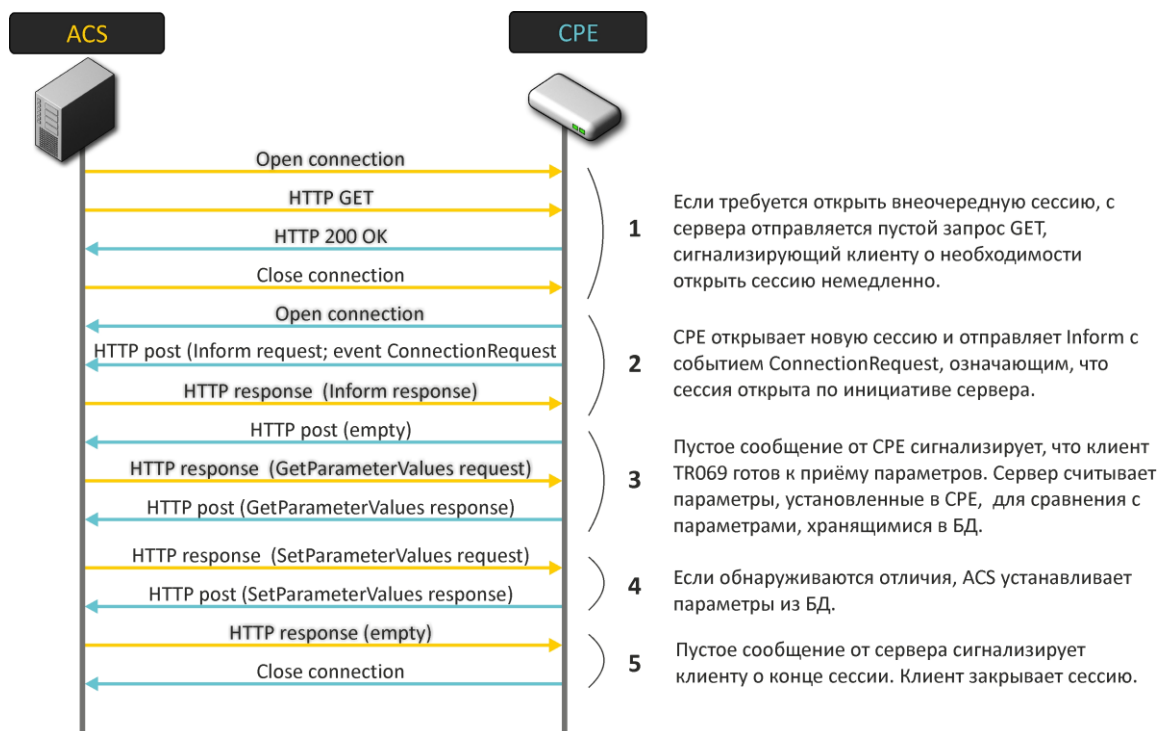 ACS
CPE
Open connection
HTTP GET
HTTP 200 OK
Close connection
1
Если требуется открыть внеочередную сессию, с
сервера отправляется пустой запрос GET,
сигнализирующий клиенту о необходимости
открыть сессию немедленно.
Open connection
HTTP post (Inform request; event ConnectionRequest
HTTP response (Inform response)
2
CPE открывает новую сессию и отправляет Inform с
событием ConnectionRequest, означающим, что
сессия открыта по инициативе сервера.
HTTP post (empty)
HTTP response (GetParameterValues request)
HTTP post (GetParameterValues response)
3
Пустое сообщение от CPE сигнализирует, что клиент
TR069 готов к приёму параметров. Сервер считывает
параметры, установленные в CPE, для сравнения с
параметрами, хранящимися в БД.
HTTP response (SetParameterValues request)
HTTP post (SetParameterValues response)
4
Если обнаруживаются отличия, ACS устанавливает
параметры из БД.
HTTP response (empty)
Close connection
5
Пустое сообщение от сервера сигнализирует
клиенту о конце сессии. Клиент закрывает сессию.